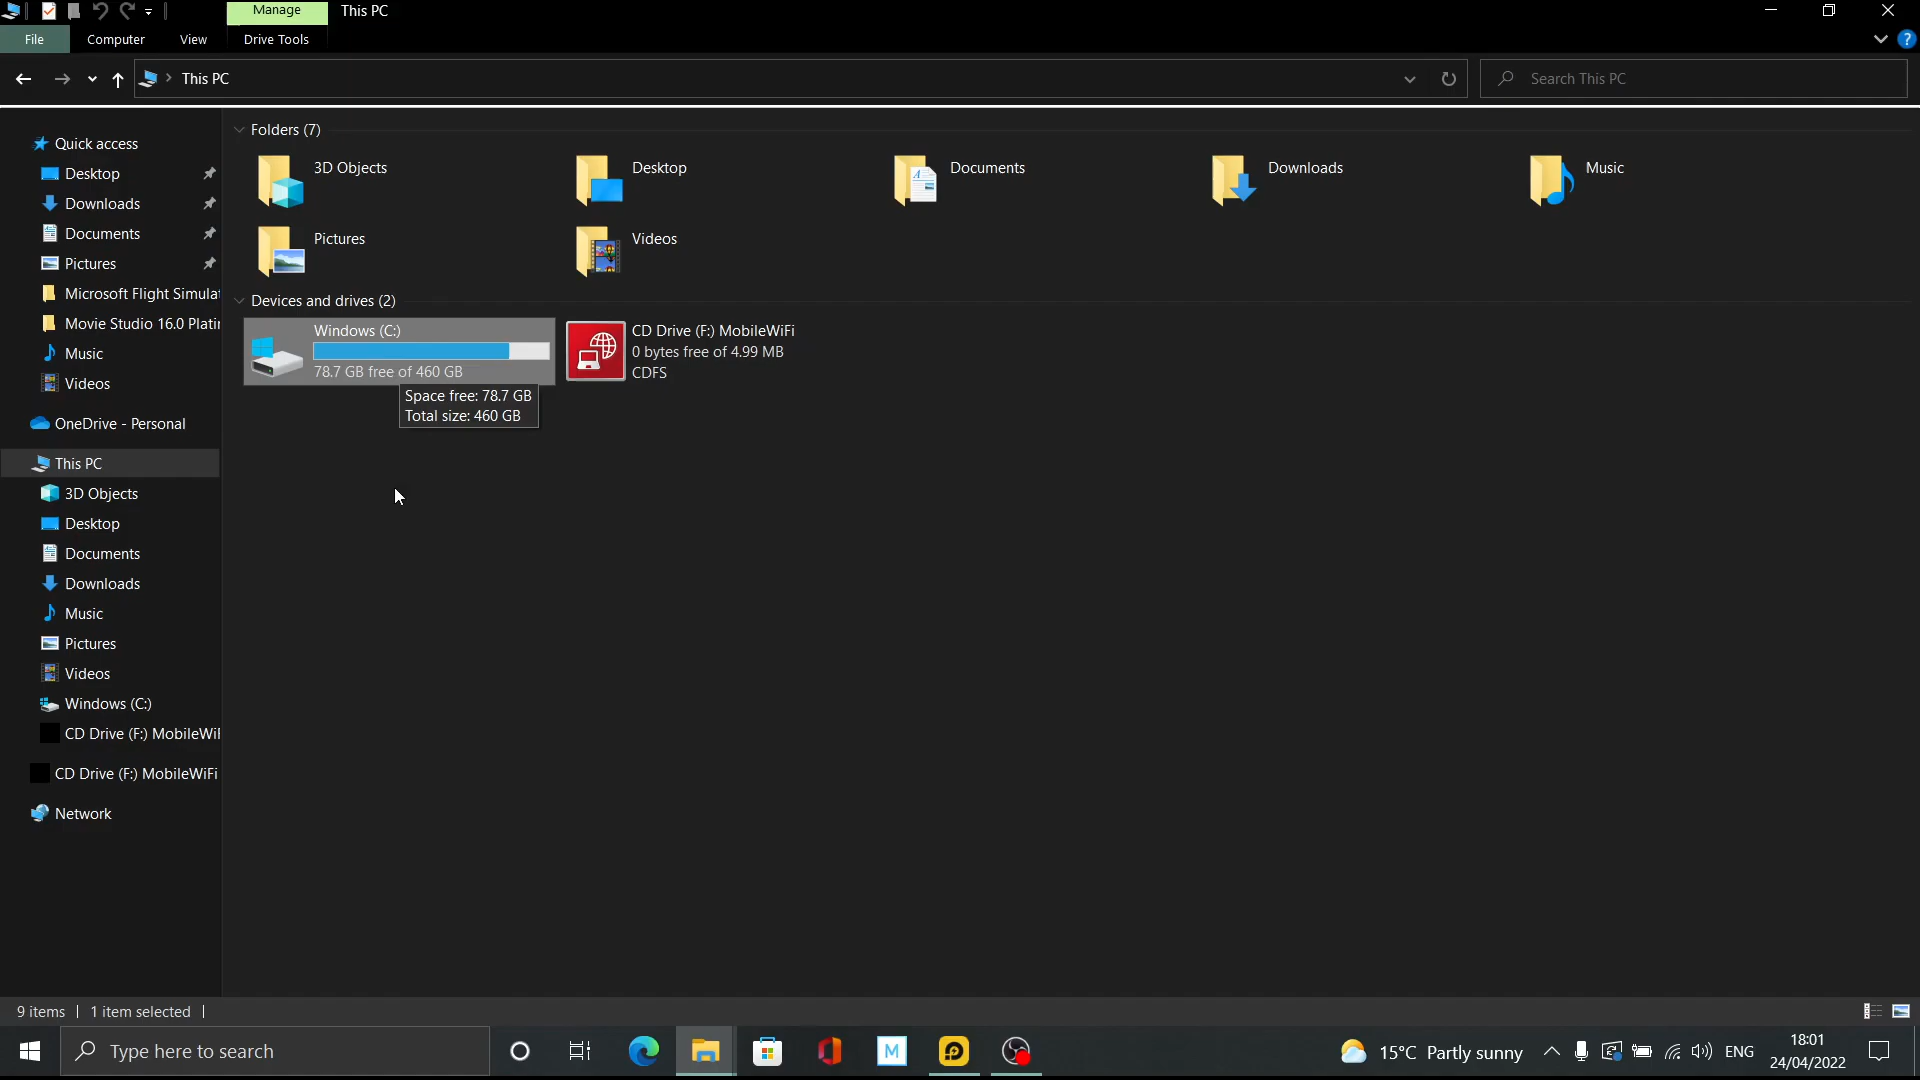 Manage
This PC
File
Computer
View
Drive Tools
This PC
Search This PC
Quick access
Desktop
Downloads
Documents
Pictures
Microsoft Flight Simulat
Movie Studio 16.0 Platin
Music
Videos
OneDrive - Personal
This PC
3D Objects
Desktop
Documents
Downloads
Music
Pictures
Videos
Windows (C:)
CD Drive (F:) MobileWiF
CD Drive (F:) MobileWiFi
Network
Folders (7)
3D Objects
Desktop
Documents
Downloads
Music
Pictures
Videos
Devices and drives (2)
Windows (C:)
78.7 GB free of 460 GB
CD Drive (F:) MobileWiFi
0 bytes free of 4.99 MB
CDFS
Space free: 78.7 GB
Total size: 460 GB
9 items
1 item selected
Type here to search
M
15°C Partly sunny
ENG
18:01
24/04/2022